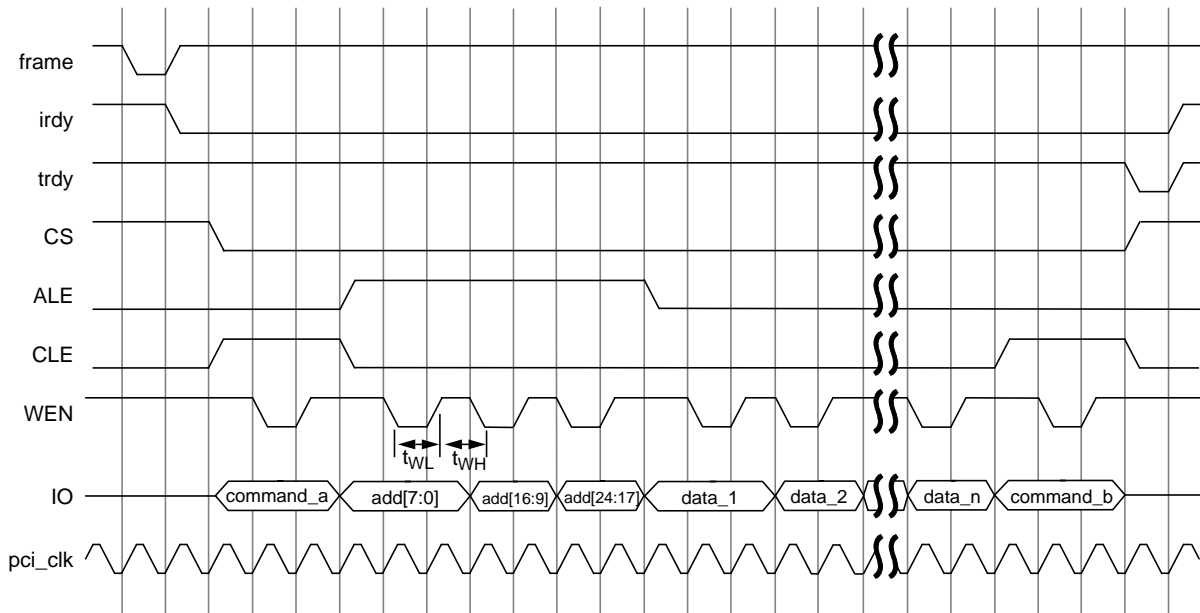 frame
irdy
trdy
CS
ALE
CLE
WEN
tWL tWH
IO command_a add[7:0] add[16:9] add[24:17] data_1 data_2 data_n command_b
pci_clk